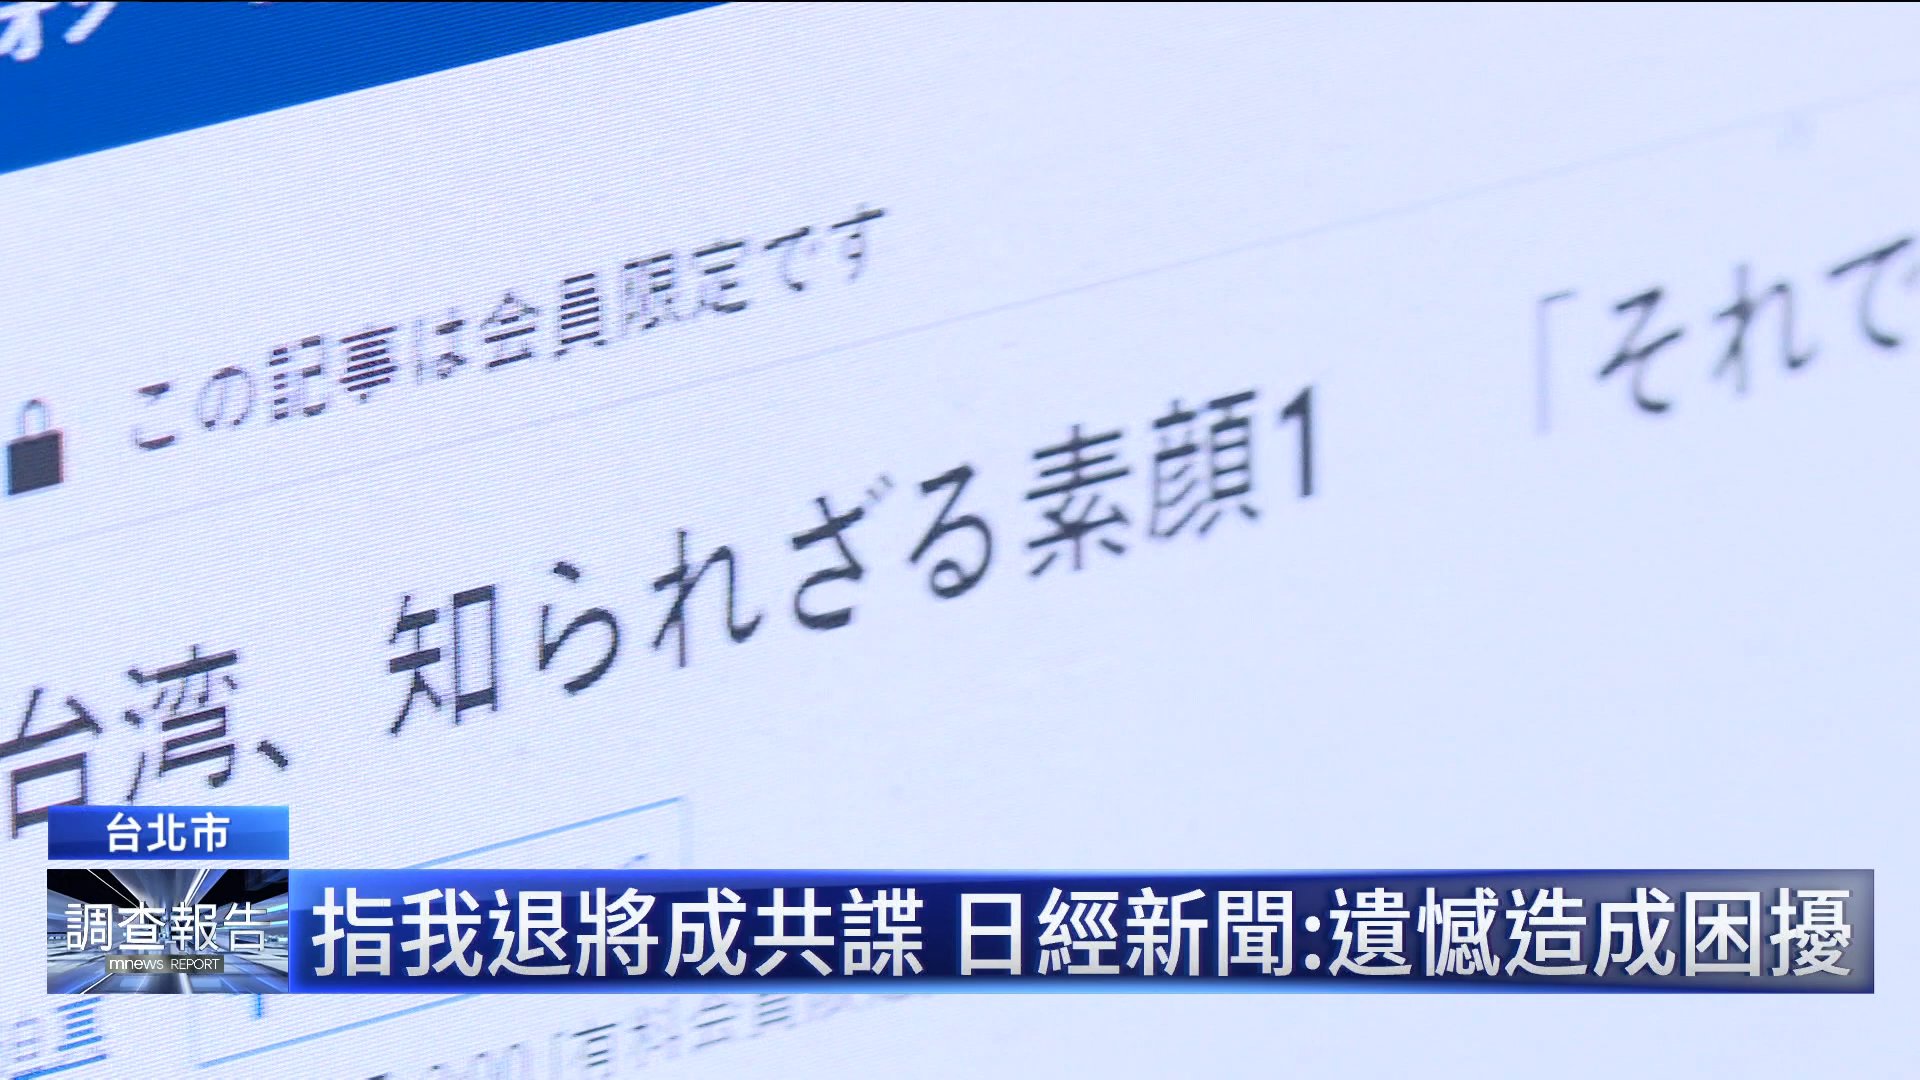 この記事は会員限定です
台湾、知られざる素顔1 「それで
台北市
調查報告
mnews REPORT
指我退將成共諜 日經新聞:遺憾造成困擾